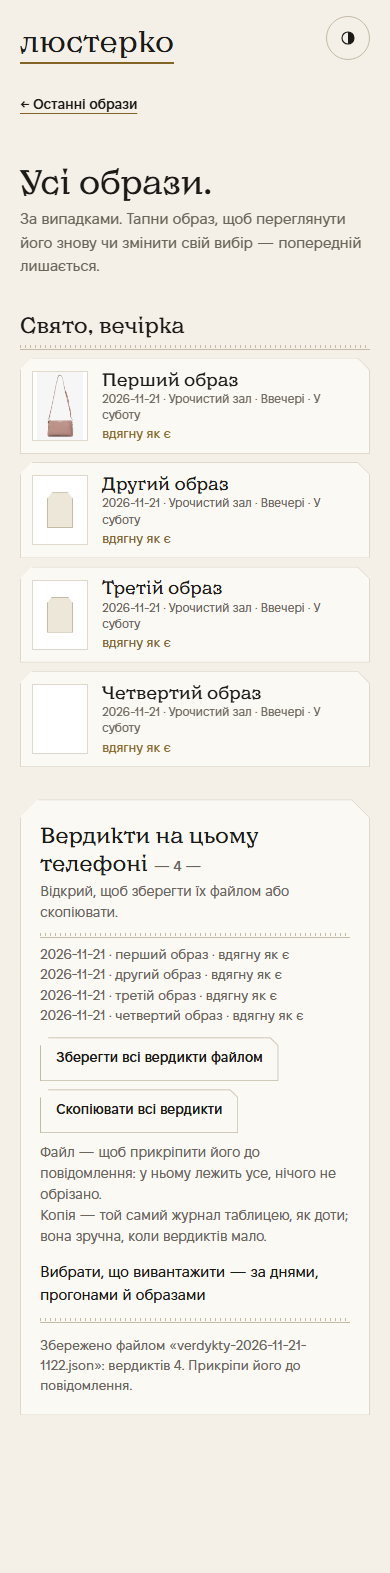 люстерко
← Останні образи
Усі образи.
За випадками. Тапни образ, щоб переглянути
його знову чи змінити свій вибір — попередній
лишається.
Свято, вечірка
Перший образ
2026-11-21 · Урочистий зал · Ввечері · У
суботу
вдягну як є
Другий образ
2026-11-21 · Урочистий зал · Ввечері · У
суботу
вдягну як є
Третій образ
2026-11-21 · Урочистий зал · Ввечері · У
суботу
вдягну як є
Четвертий образ
2026-11-21 · Урочистий зал · Ввечері · У
суботу
вдягну як є
Вердикти на цьому
телефоні — 4 —
Відкрий, щоб зберегти їх файлом або
скопіювати.
2026-11-21 · перший образ · вдягну як є
2026-11-21 · другий образ · вдягну як є
2026-11-21 · третій образ · вдягну як є
2026-11-21 · четвертий образ · вдягну як є
Зберегти всі вердикти файлом
Скопіювати всі вердикти
Файл — щоб прикріпити його до
повідомлення: у ньому лежить усе, нічого не
обрізано.
Копія — той самий журнал таблицею, як доти;
вона зручна, коли вердиктів мало.
Вибрати, що вивантажити — за днями,
прогонами й образами
Збережено файлом «verdykty-2026-11-21-
1122.json»: вердиктів 4. Прикріпи його до
повідомлення.